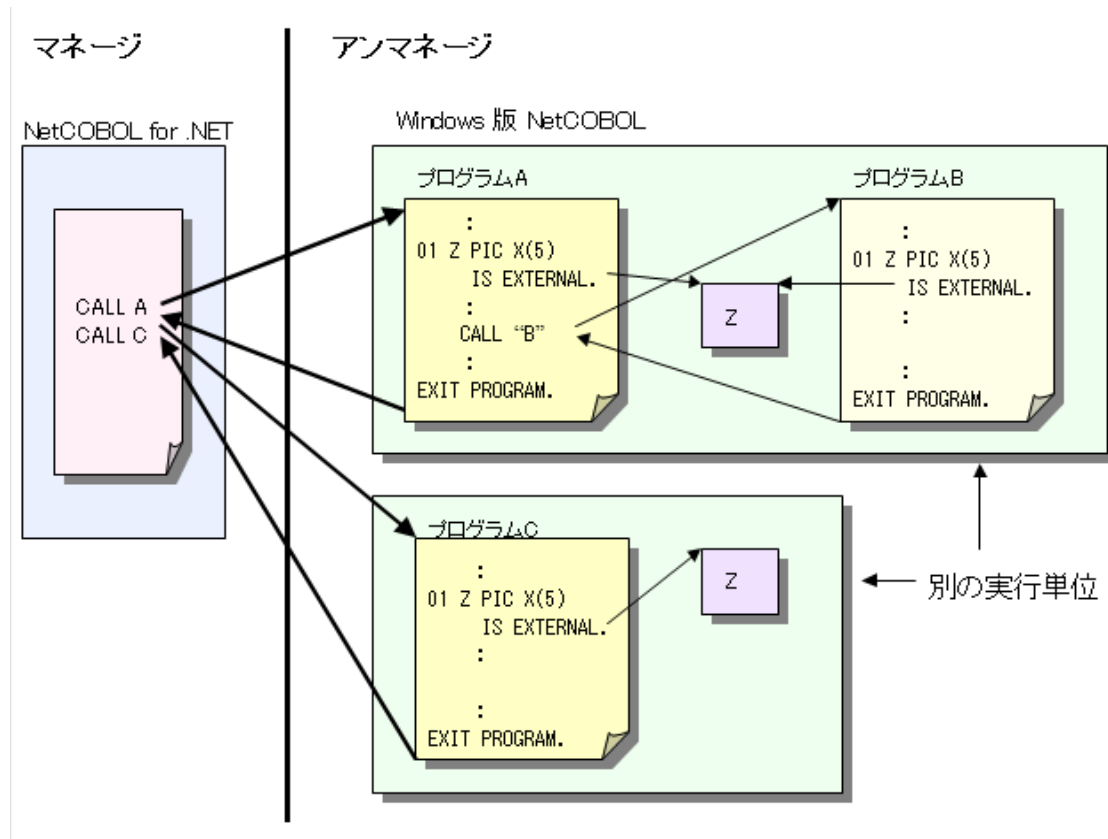 マネージ
アンマネージ
NetCOBOL for .NET
Windows 版 NetCOBOL
CALL A
CALL C
プログラムA
:
01 Z PIC X(5)
IS EXTERNAL.
:
CALL “B”
:
EXIT PROGRAM.
Z
プログラムB
:
01 Z PIC X(5)
IS EXTERNAL.
:
:
EXIT PROGRAM.
プログラムC
:
01 Z PIC X(5)
IS EXTERNAL.
:
:
EXIT PROGRAM.
Z
別の実行単位